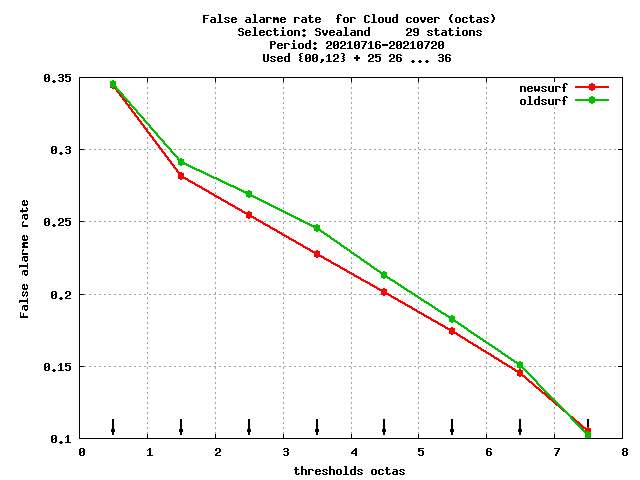 False alarme rate  for Cloud cover (octas)
Selection: Svealand     29 stations
Period: 20210716-20210720
Used {00,12} + 25 26 ... 36
newsurf
oldsurf
0.35
0.3
0.25
0.2
0.15
0.1
False alarme rate
0 1 2 3 4 5 6 7 8
thresholds octas